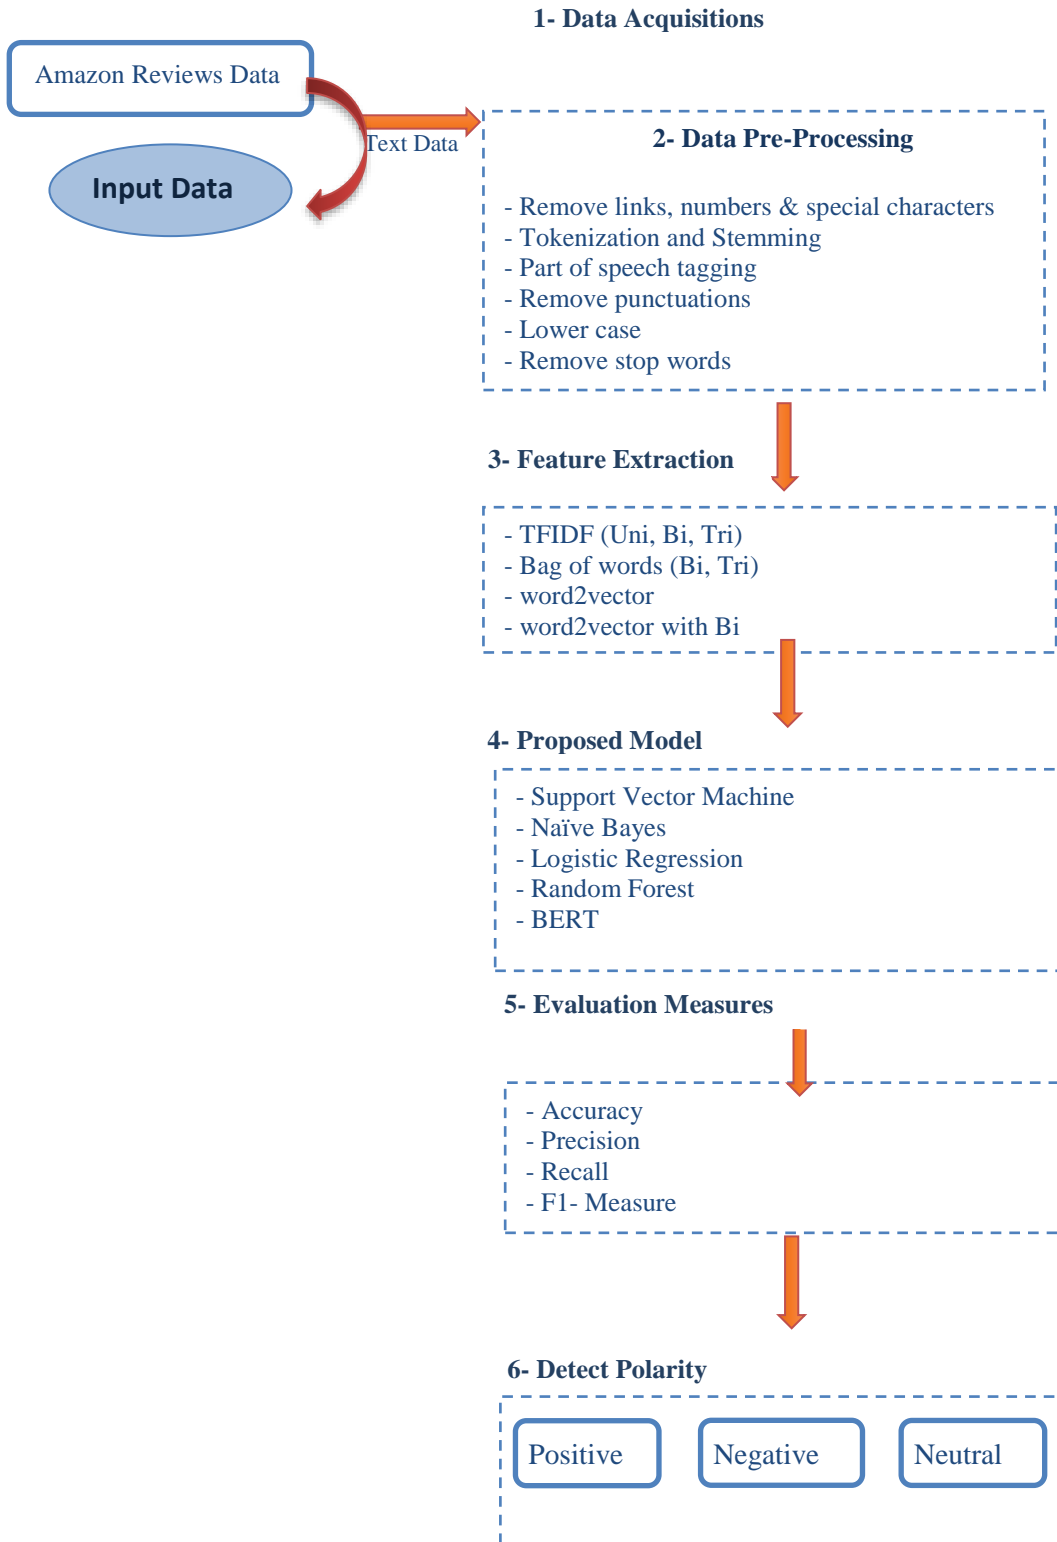 1- Data Acquisitions
Amazon Reviews Data
Text Data
Input Data
2- Data Pre-Processing
- Remove links, numbers & special characters
- Tokenization and Stemming
- Part of speech tagging
- Remove punctuations
- Lower case
- Remove stop words
3- Feature Extraction
- TFIDF (Uni, Bi, Tri)
- Bag of words (Bi, Tri)
- word2vector
- word2vector with Bi
4- Proposed Model
- Support Vector Machine
- Naïve Bayes
- Logistic Regression
- Random Forest
- BERT
5- Evaluation Measures
- Accuracy
- Precision
- Recall
- F1- Measure
6- Detect Polarity
Positive
Negative
Neutral